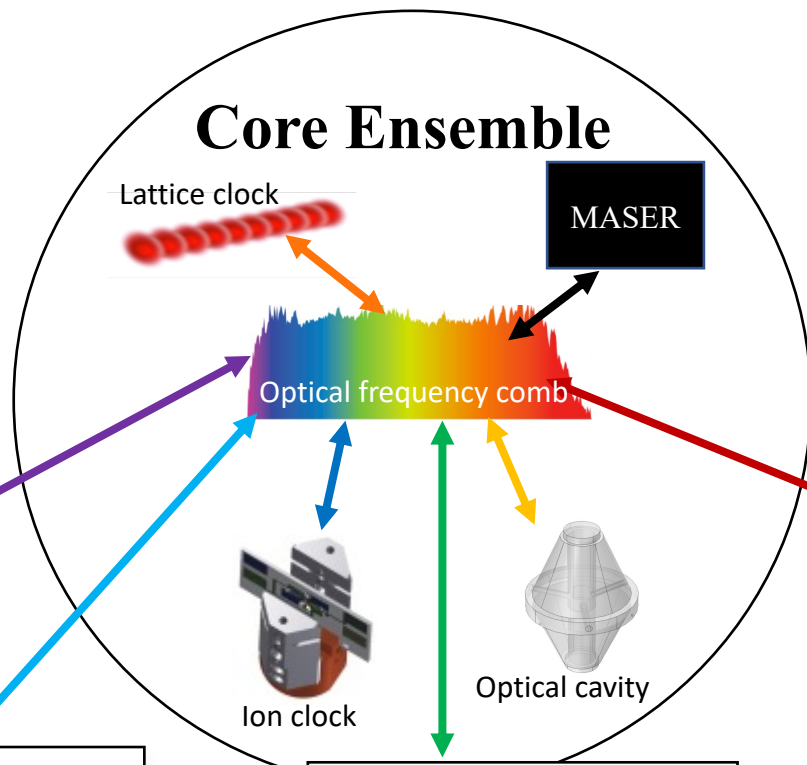 Core Ensemble
Lattice clock
MASER
Optical frequency comb
Ion clock
Optical cavity